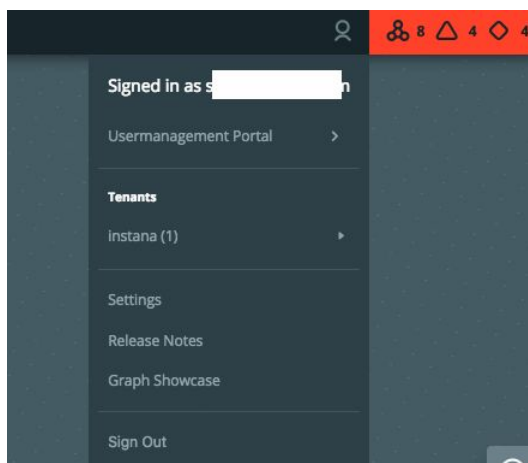 8 4 4
Signed in as s n
Usermanagement Portal
Tenants
instana (1)
Settings
Release Notes
Graph Showcase
Sign Out